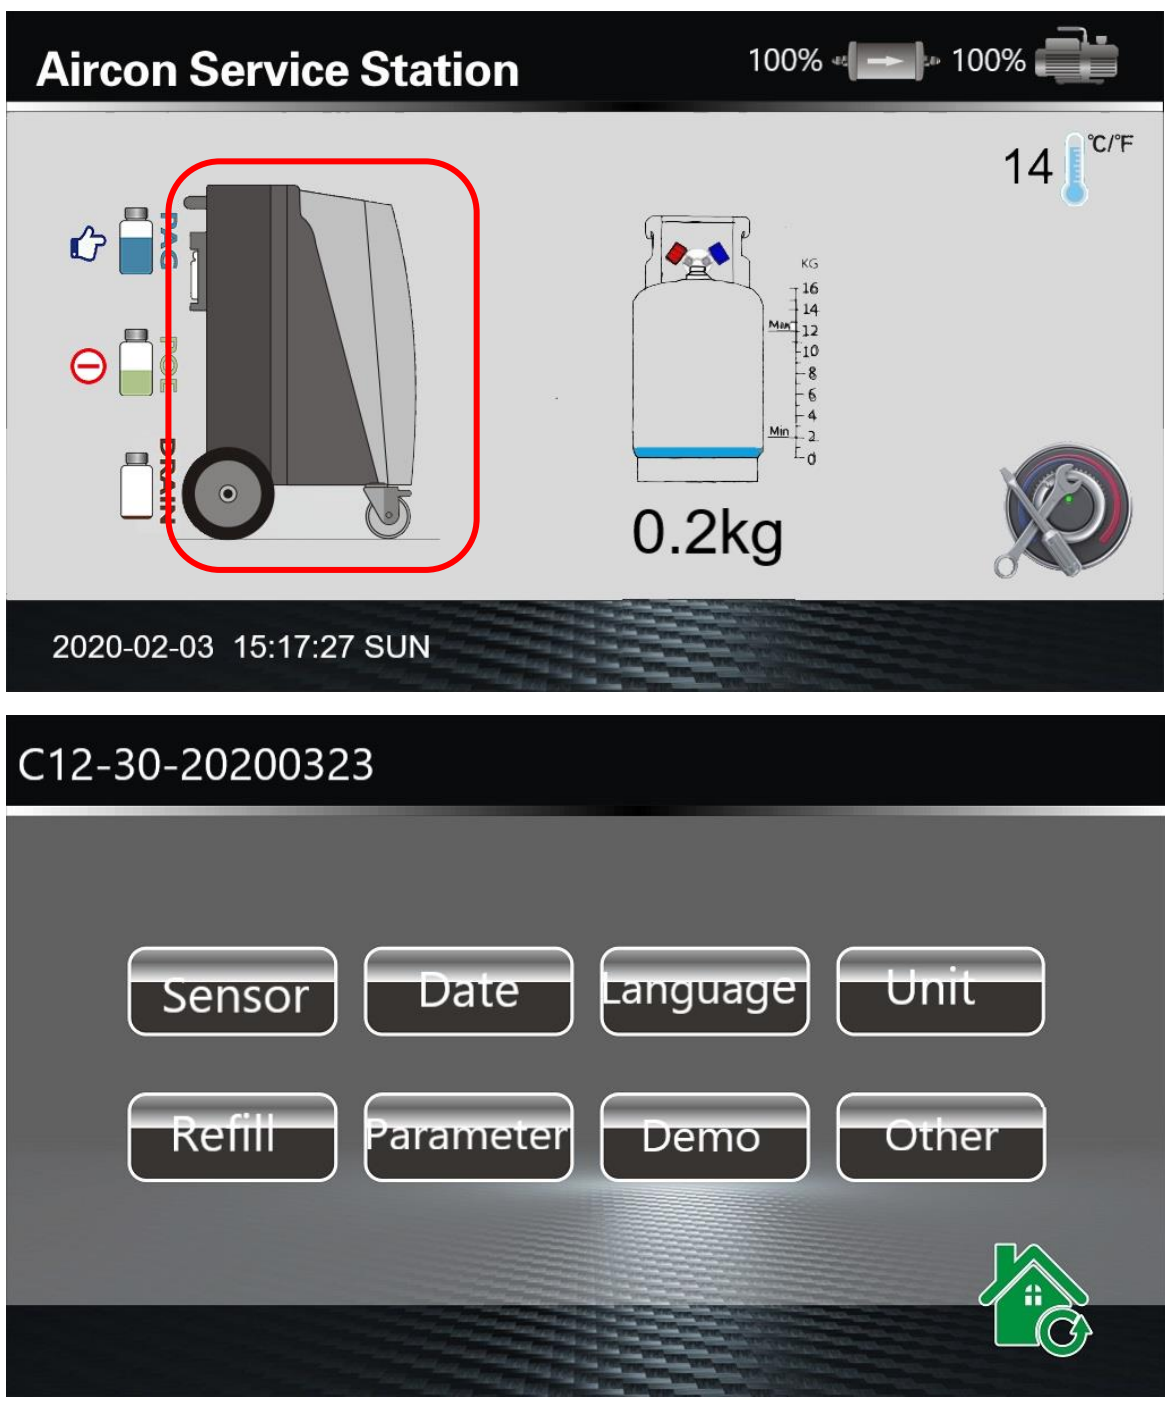 Aircon Service Station 100% 100%
14 °C/°F
PAG
POE
DRAIN
KG
16
14
Max 12
10
8
6
4
Min 2
0
0.2kg
2020-02-03 15:17:27 SUN
C12-30-20200323
Sensor Date Language Unit
Refill Parameter Demo Other